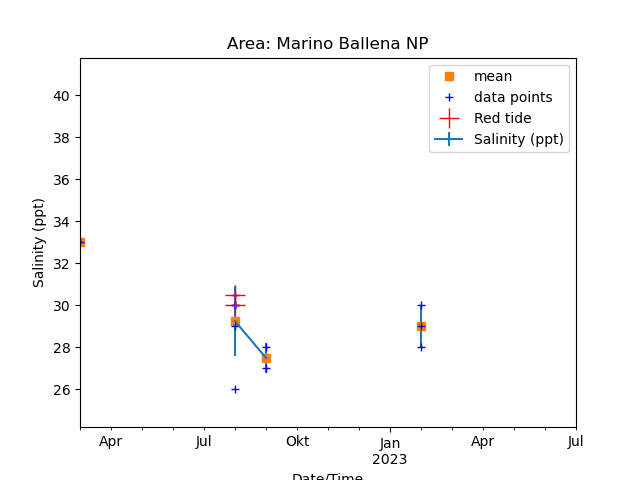 Area: Marino Ballena NP
mean
data points
Red tide
Salinity (ppt)
Salinity (ppt)
40
38
36
34
32
30
28
26
Apr
Jul
Okt
Jan
2023
Apr
Jul
Date/Time